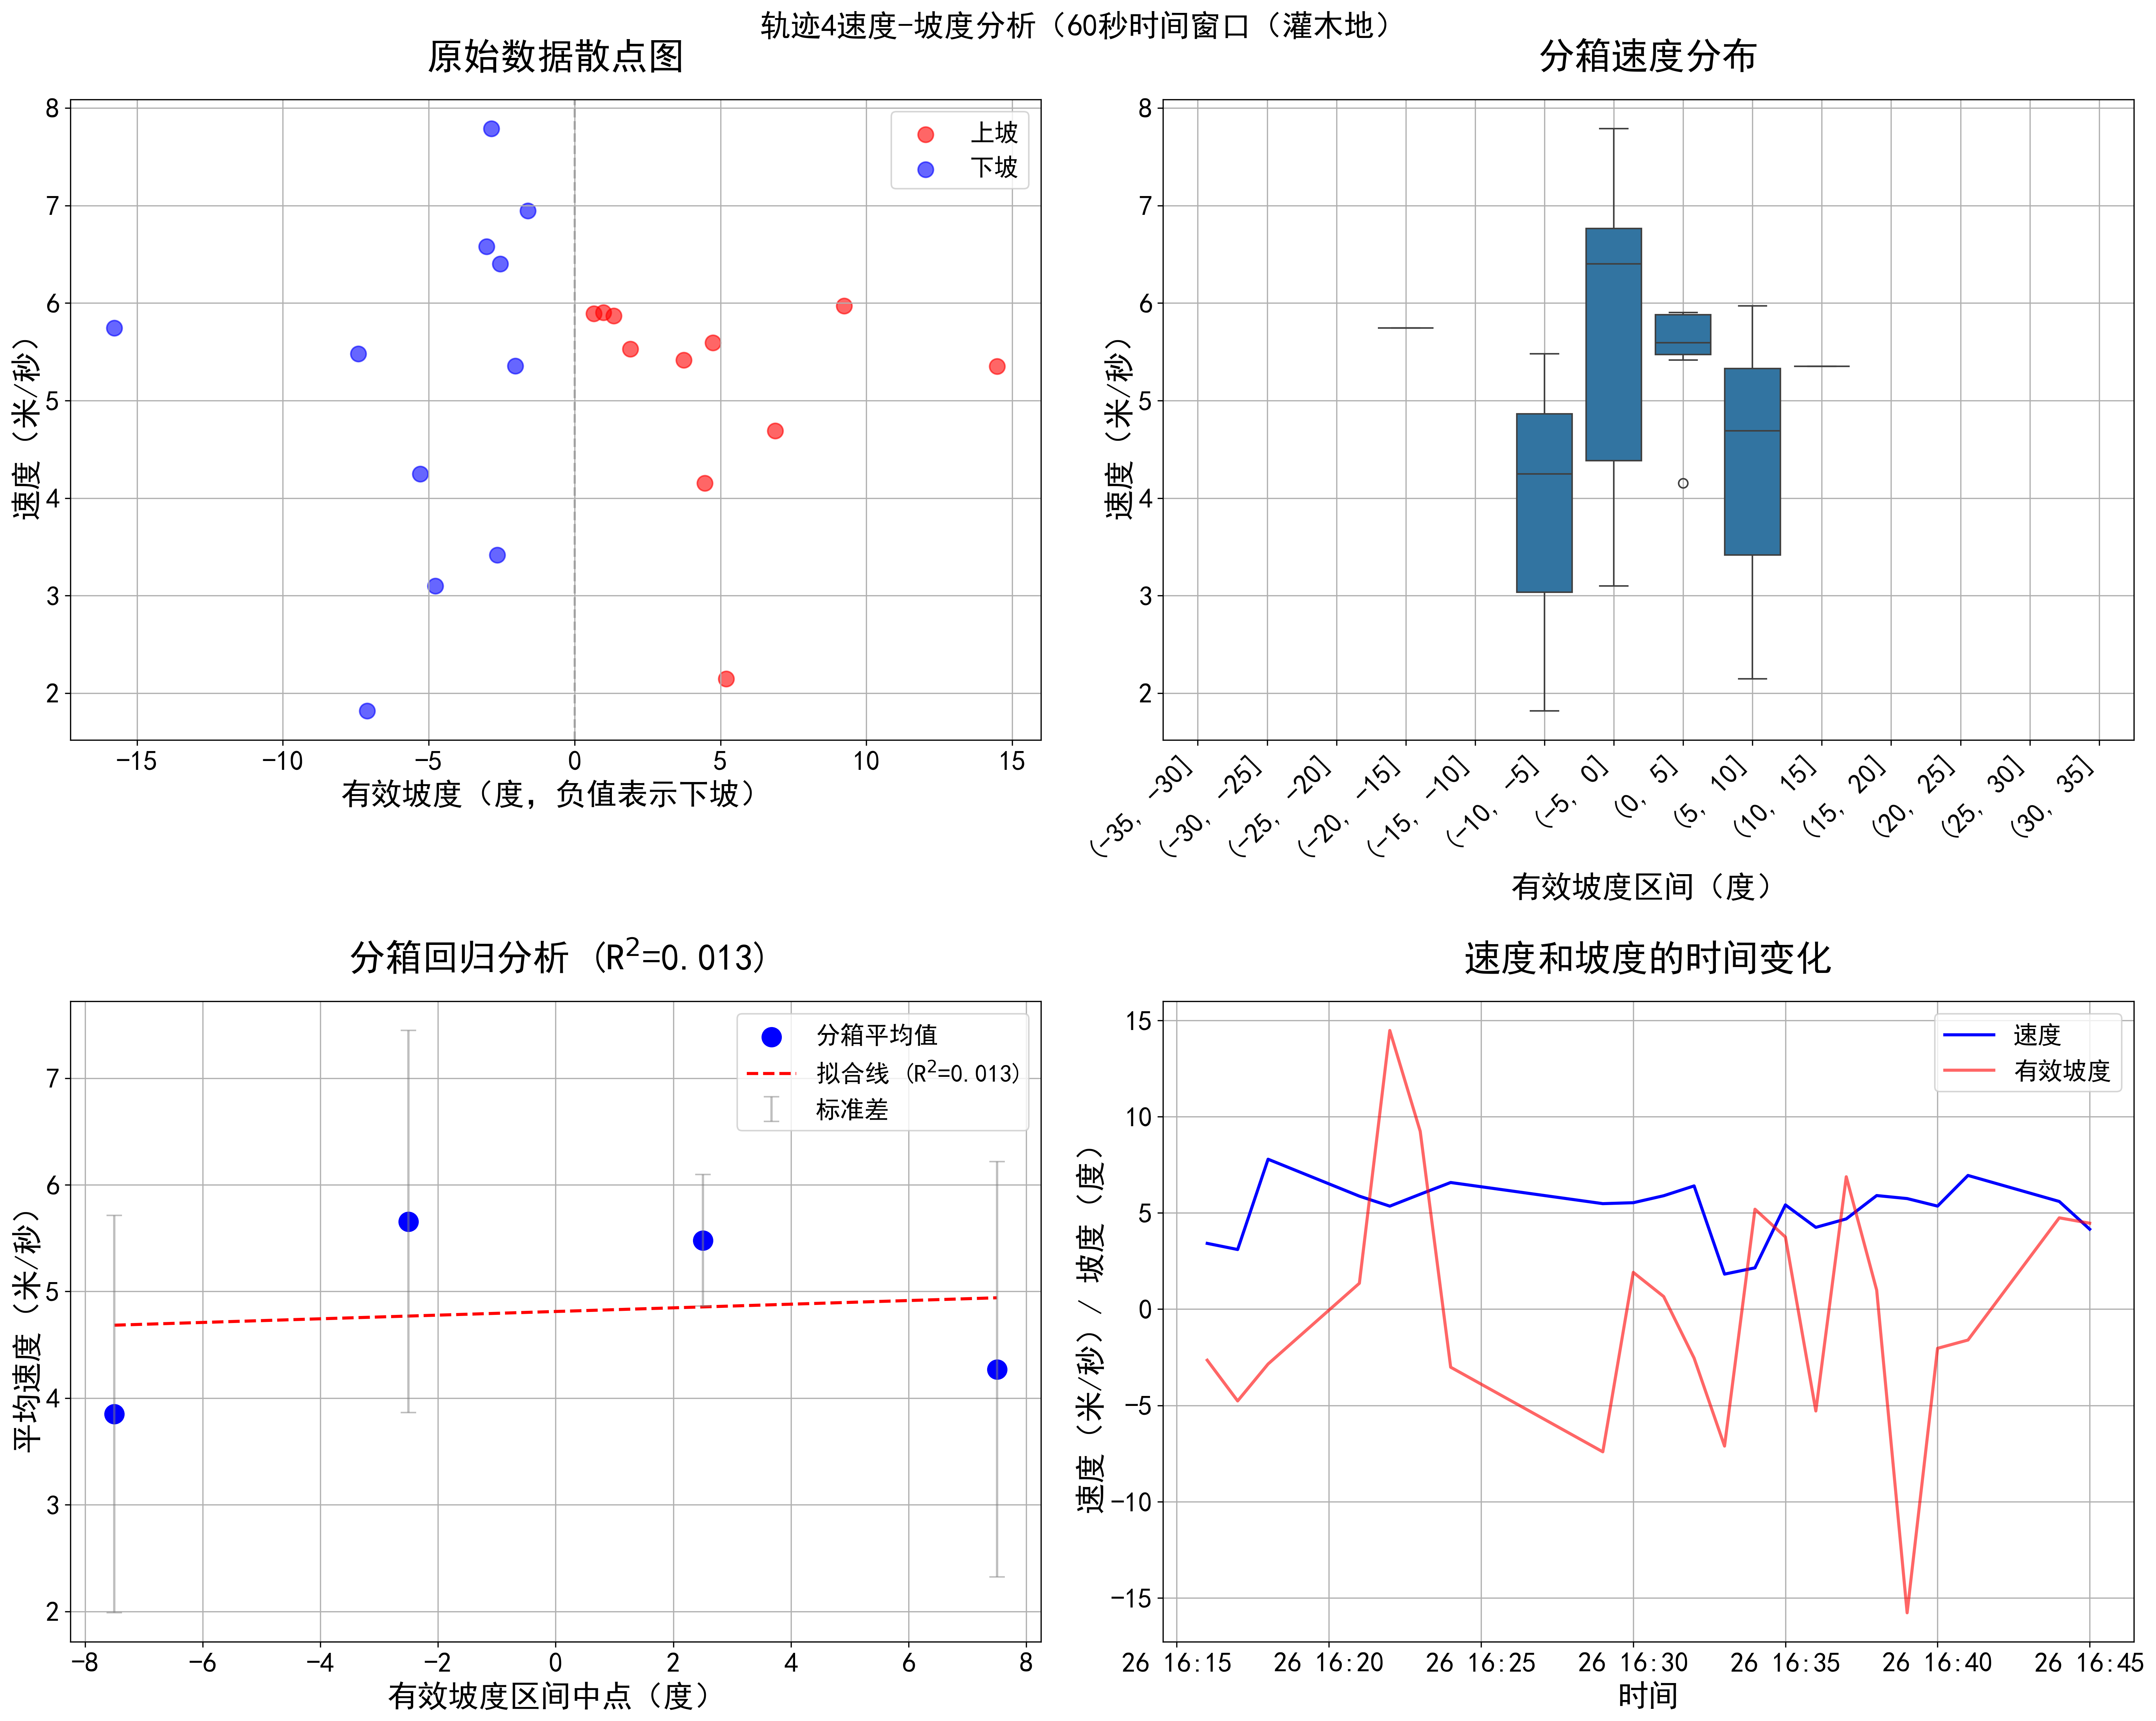 轨迹4速度-坡度分析（60秒时间窗口（灌木地）
原始数据散点图
8
7
6
5
4
3
2
速度（米/秒）
上坡
下坡
-15 -10 -5 0 5 10 15
有效坡度（度，负值表示下坡）
分箱速度分布
8
7
6
5
4
3
2
速度（米/秒）
(-35, -30] (-30, -25] (-25, -20] (-20, -15] (-15, -10] (-10, -5] (-5, 0] (0, 5] (5, 10] (10, 15] (15, 20] (20, 25] (25, 30] (30, 35]
有效坡度区间（度）
分箱回归分析 (R²=0.013)
7
6
5
4
3
2
平均速度（米/秒）
分箱平均值
拟合线 (R²=0.013)
标准差
-8 -6 -4 -2 0 2 4 6 8
有效坡度区间中点（度）
速度和坡度的时间变化
15
10
5
0
-5
-10
-15
速度（米/秒）/ 坡度（度）
速度
有效坡度
26 16:15 26 16:20 26 16:25 26 16:30 26 16:35 26 16:40 26 16:45
时间